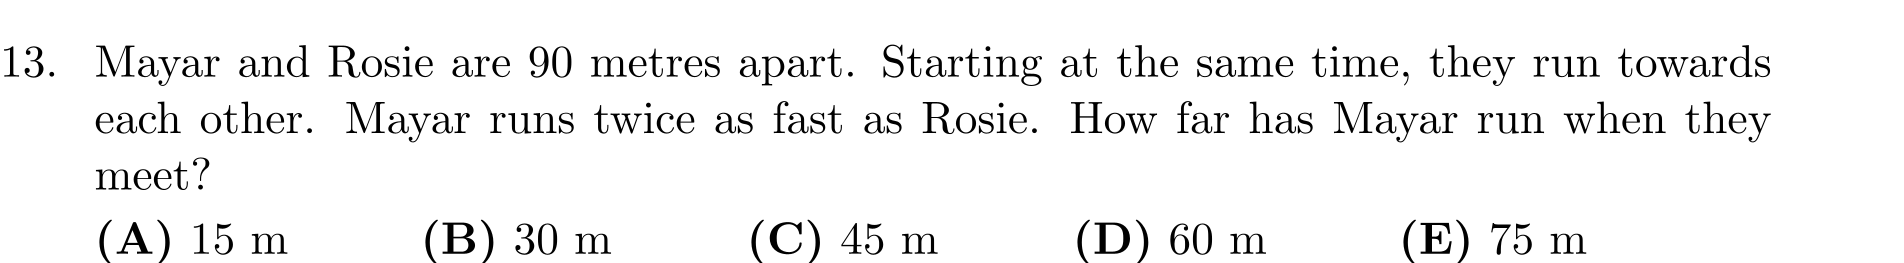 13. Mayar and Rosie are 90 metres apart. Starting at the same time, they run towards
each other. Mayar runs twice as fast as Rosie. How far has Mayar run when they
meet?
(A) 15 m (B) 30 m (C) 45 m (D) 60 m (E) 75 m